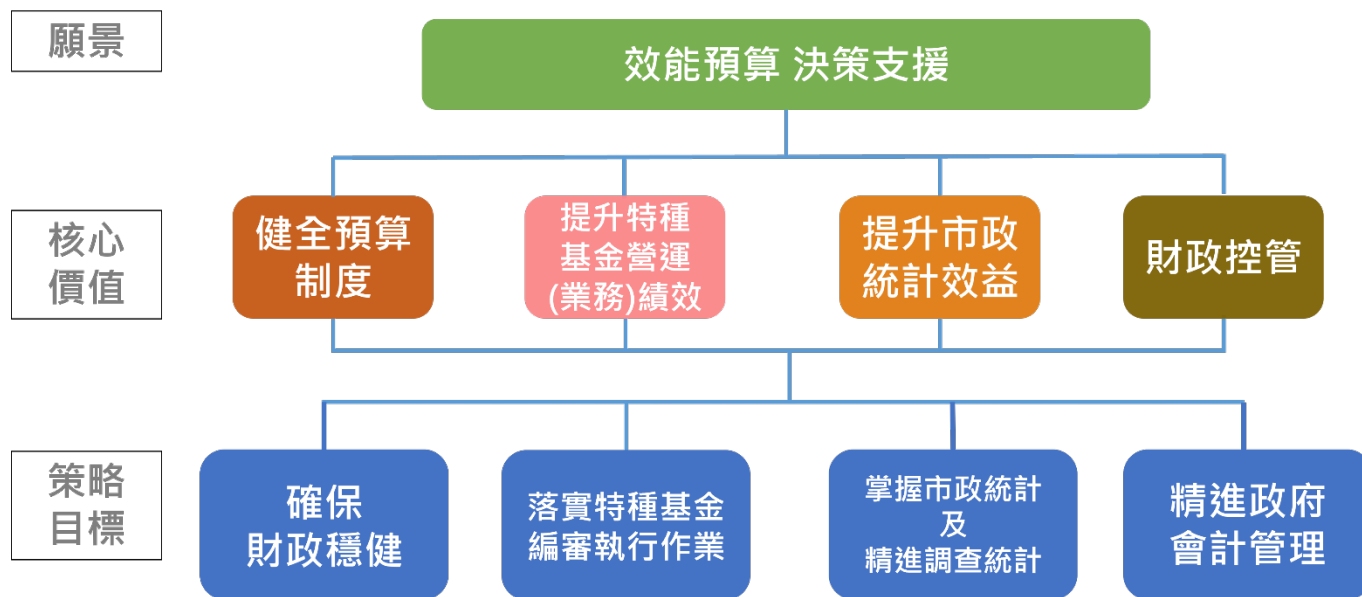 願景
效能預算 決策支援
核心
價值
健全預算
制度
提升特種
基金營運
(業務)績效
提升市政
統計效益
財政控管
策略
目標
確保
財政穩健
落實特種基金
編審執行作業
掌握市政統計
及
精進調查統計
精進政府
會計管理